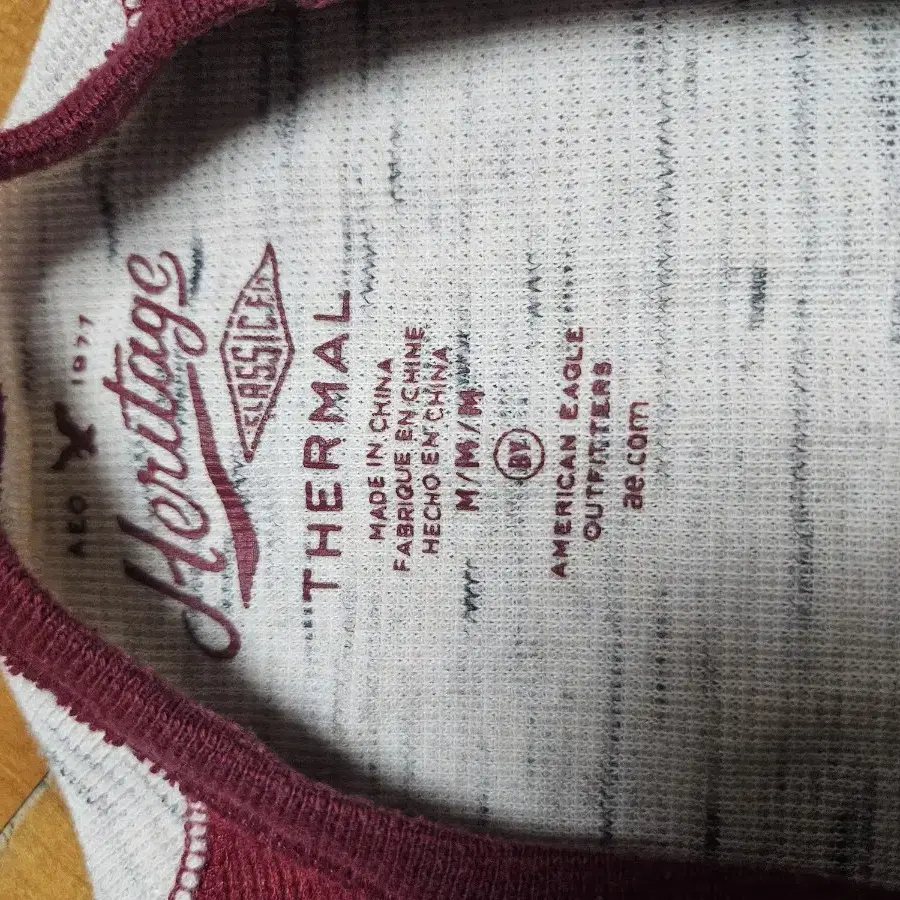 AEO 1977
Heritage
CLASSIC FIT
THERMAL
MADE IN CHINA
FABRIQUE EN CHINE
HECHO EN CHINA
M/M/M
BY
AMERICAN EAGLE
OUTFITTERS
ae.com